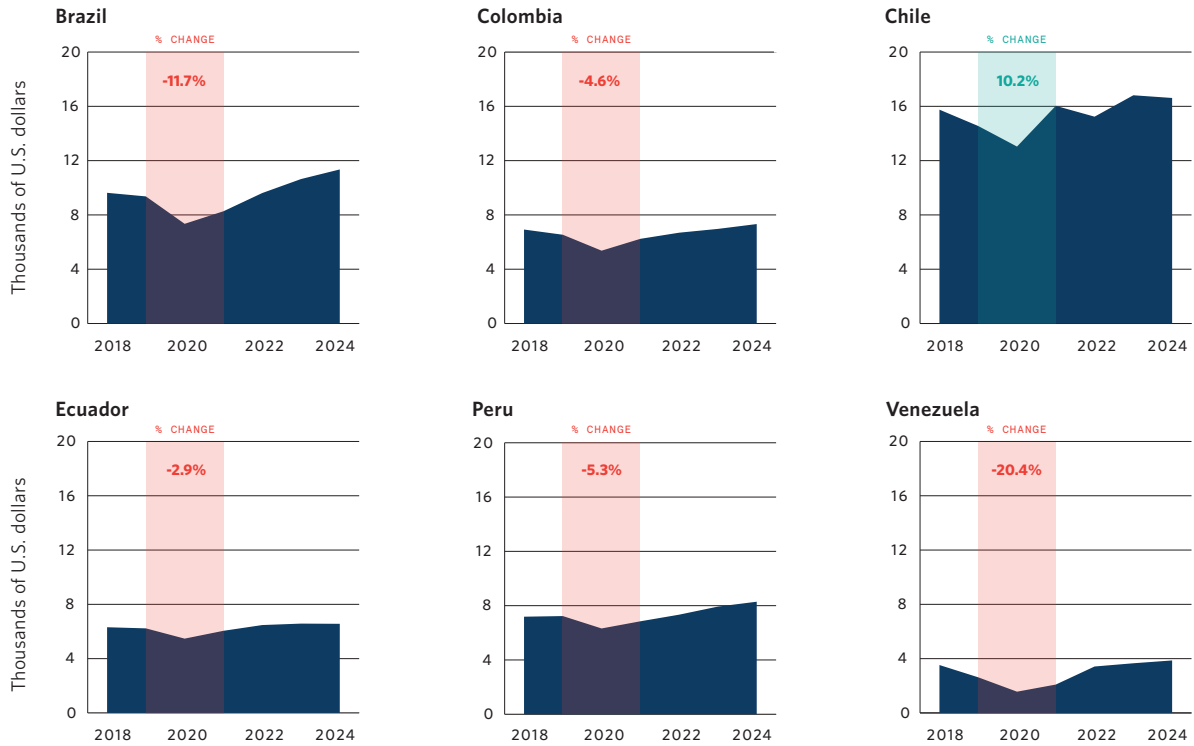 Brazil
% CHANGE
-11.7%
Thousands of U.S. dollars
20
16
12
8
4
0
2018 2020 2022 2024
Colombia
% CHANGE
-4.6%
20
16
12
8
4
0
2018 2020 2022 2024
Chile
% CHANGE
10.2%
20
16
12
8
4
0
2018 2020 2022 2024
Ecuador
% CHANGE
-2.9%
Thousands of U.S. dollars
20
16
12
8
4
0
2018 2020 2022 2024
Peru
% CHANGE
-5.3%
20
16
12
8
4
0
2018 2020 2022 2024
Venezuela
% CHANGE
-20.4%
20
16
12
8
4
0
2018 2020 2022 2024